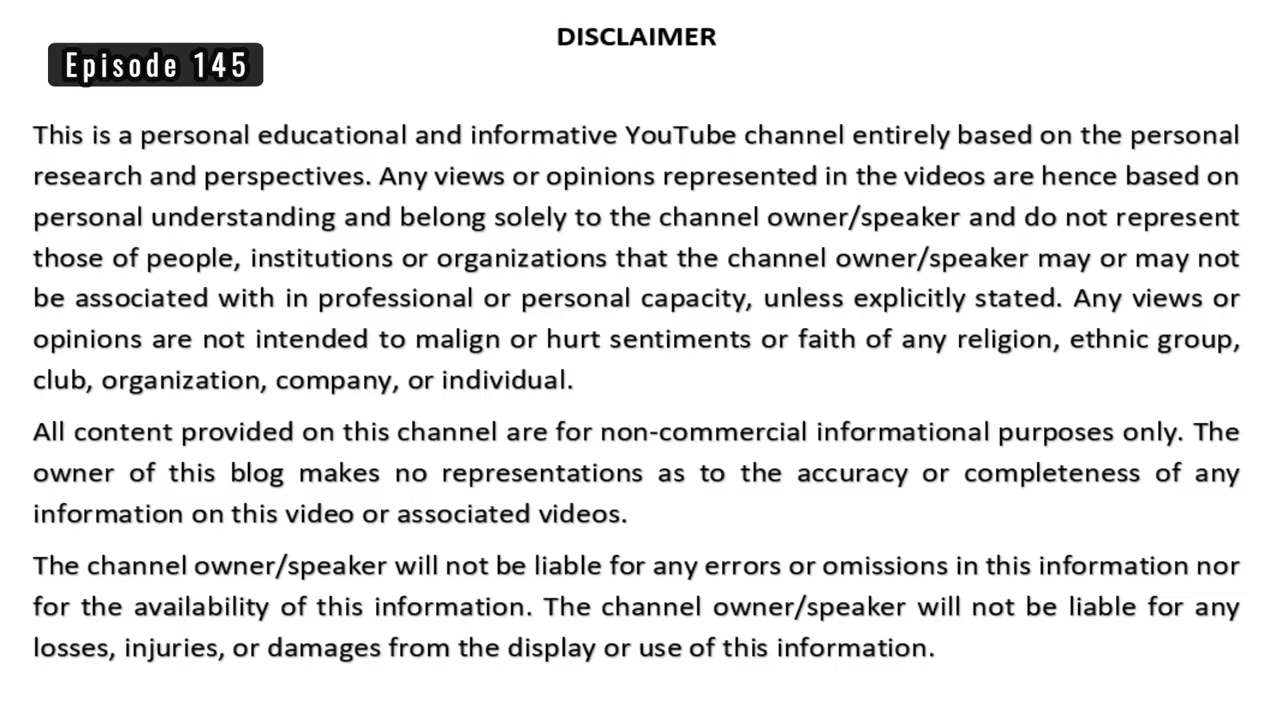 DISCLAIMER
Episode 145
This is a personal educational and informative YouTube channel entirely based on the personal
research and perspectives. Any views or opinions represented in the videos are hence based on
personal understanding and belong solely to the channel owner/speaker and do not represent
those of people, institutions or organizations that the channel owner/speaker may or may not
be associated with in professional or personal capacity, unless explicitly stated. Any views or
opinions are not intended to malign or hurt sentiments or faith of any religion, ethnic group,
club, organization, company, or individual.
All content provided on this channel are for non-commercial informational purposes only. The
owner of this blog makes no representations as to the accuracy or completeness of any
information on this video or associated videos.
The channel owner/speaker will not be liable for any errors or omissions in this information nor
for the availability of this information. The channel owner/speaker will not be liable for any
losses, injuries, or damages from the display or use of this information.